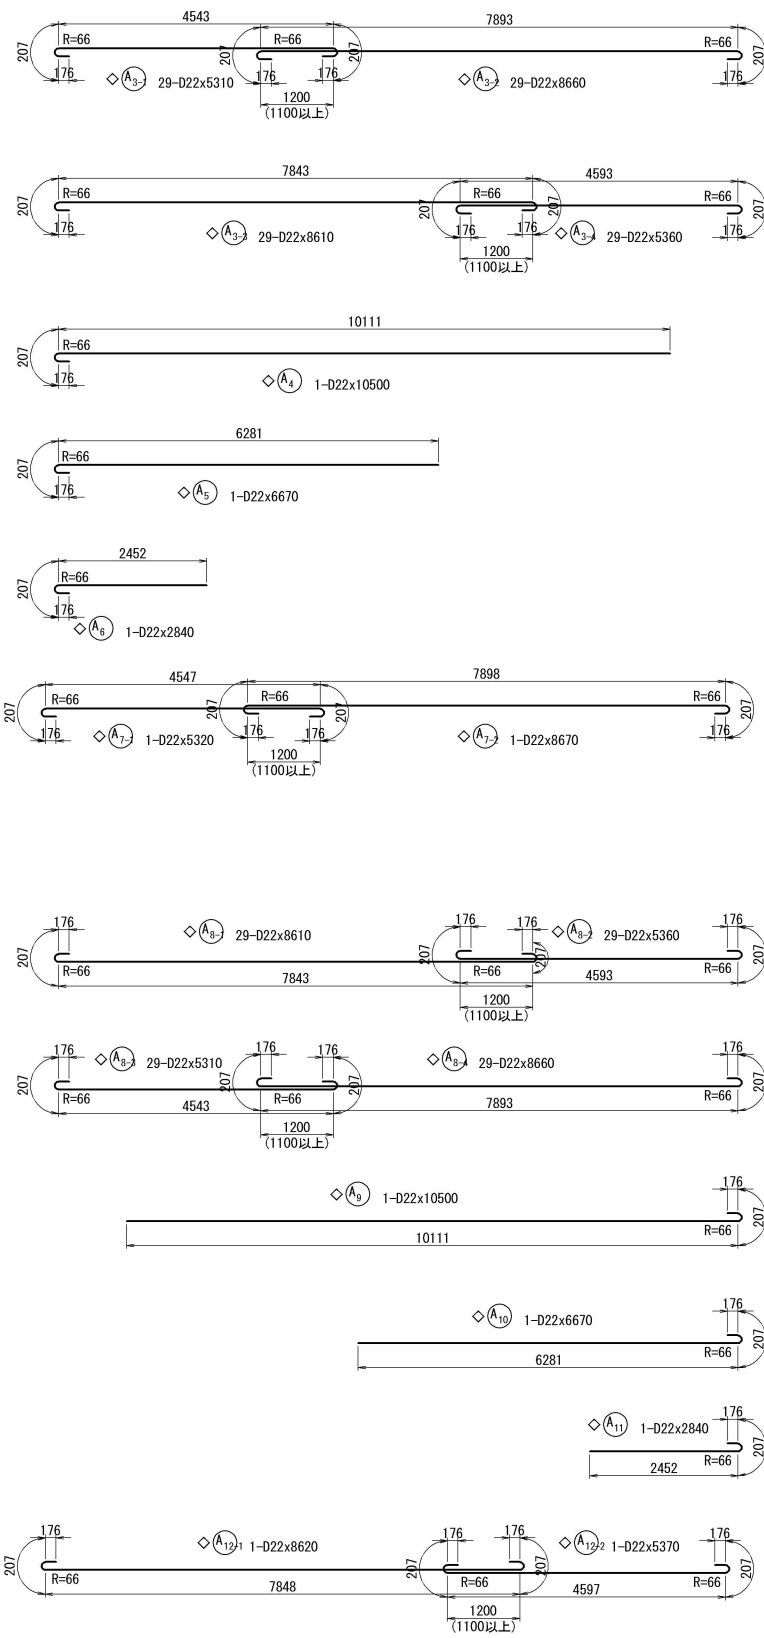 4543 7893
207 R=66 207 R=66 207 R=66 207
176 176 176 176
◇ A3-1 29-D22x5310 ◇ A3-2 29-D22x8660
1200
(1100以上)
7843 4593
207 R=66 207 R=66 207 R=66 207
176 176 176 176
◇ A3-3 29-D22x8610 ◇ A3-4 29-D22x5360
1200
(1100以上)
10111
207 R=66
176
◇ A4 1-D22x10500
6281
207 R=66
176
◇ A5 1-D22x6670
2452
207 R=66
176
◇ A6 1-D22x2840
4547 7898
207 R=66 207 R=66 207 R=66 207
176 176 176 176
◇ A7-1 1-D22x5320 ◇ A7-2 1-D22x8670
1200
(1100以上)
176 ◇ A8-1 29-D22x8610 176 176 ◇ A8-2 29-D22x5360 176
207 R=66 207 R=66 207 R=66 207
7843 4593
1200
(1100以上)
176 ◇ A8-3 29-D22x5310 176 176 ◇ A8-4 29-D22x8660 176
207 R=66 207 R=66 207 R=66 207
4543 7893
1200
(1100以上)
◇ A9 1-D22x10500 176
R=66 207
10111
◇ A10 1-D22x6670 176
R=66 207
6281
◇ A11 1-D22x2840 176
R=66 207
2452
176 ◇ A12-1 1-D22x8620 176 176 ◇ A12-2 1-D22x5370 176
207 R=66 207 R=66 207 R=66 207
7848 4597
1200
(1100以上)